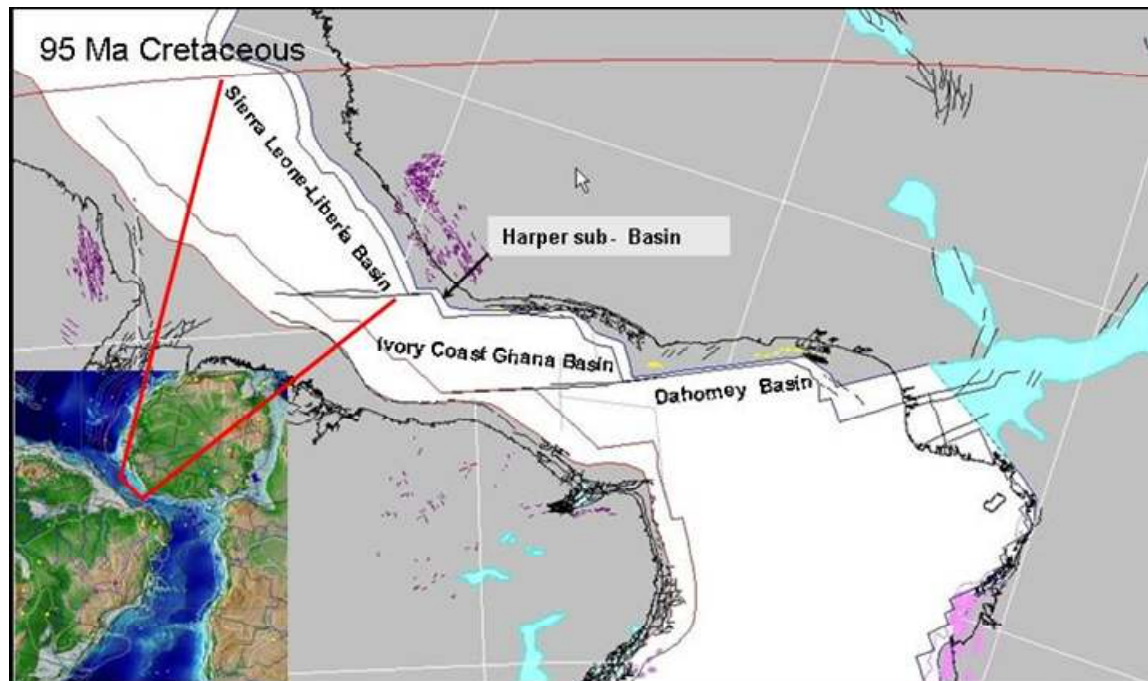 95 Ma Cretaceous
Sierra Leone-Liberia Basin
Harper sub - Basin
Ivory Coast Ghana Basin
Dahomey Basin